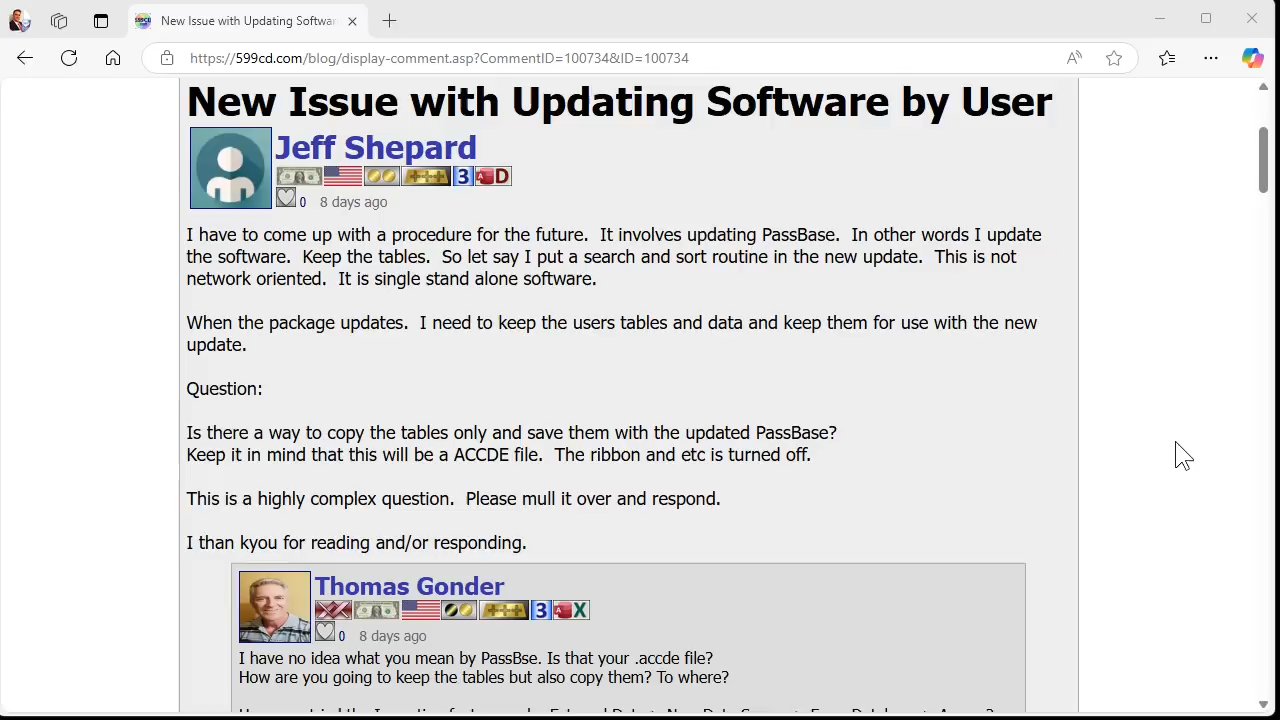 New Issue with Updating Softwar
https://599cd.com/blog/display-comment.asp?CommentID=100734&ID=100734
New Issue with Updating Software by User
Jeff Shepard
3 D
0 8 days ago
I have to come up with a procedure for the future. It involves updating PassBase. In other words I update
the software. Keep the tables. So let say I put a search and sort routine in the new update. This is not
network oriented. It is single stand alone software.
When the package updates. I need to keep the users tables and data and keep them for use with the new
update.
Question:
Is there a way to copy the tables only and save them with the updated PassBase?
Keep it in mind that this will be a ACCDE file. The ribbon and etc is turned off.
This is a highly complex question. Please mull it over and respond.
I than kyou for reading and/or responding.
Thomas Gonder
3 X
0 8 days ago
I have no idea what you mean by PassBse. Is that your .accde file?
How are you going to keep the tables but also copy them? To where?